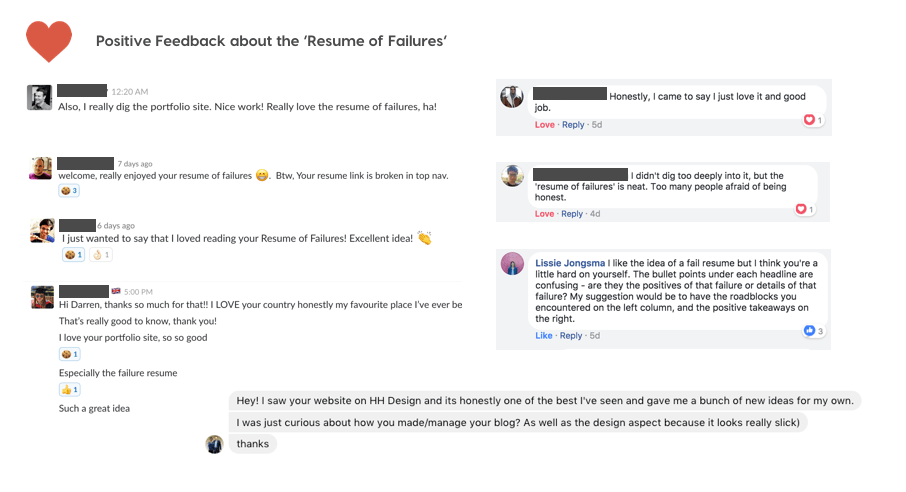 Positive Feedback about the ‘Resume of Failures’
12:20 AM
Also, I really dig the portfolio site. Nice work! Really love the resume of failures, ha!
7 days ago
welcome, really enjoyed your resume of failures 😁. Btw, Your resume link is broken in top nav.
3
6 days ago
I just wanted to say that I loved reading your Resume of Failures! Excellent idea! 👏
1 1
5:00 PM
Hi Darren, thanks so much for that!! I LOVE your country honestly my favourite place I've ever be
That's really good to know, thank you!
I love your portfolio site, so so good
1
Especially the failure resume
1
Such a great idea
Honestly, I came to say I just love it and good
job.
1
Love · Reply · 5d
I didn't dig too deeply into it, but the
'resume of failures' is neat. Too many people afraid of being
honest.
1
Love · Reply · 4d
Lissie Jongsma I like the idea of a fail resume but I think you're a
little hard on yourself. The bullet points under each headline are
confusing - are they the positives of that failure or details of that
failure? My suggestion would be to have the roadblocks you
encountered on the left column, and the positive takeaways on
the right.
3
Like · Reply · 5d
Hey! I saw your website on HH Design and its honestly one of the best I've seen and gave me a bunch of new ideas for my own.
I was just curious about how you made/manage your blog? As well as the design aspect because it looks really slick)
thanks